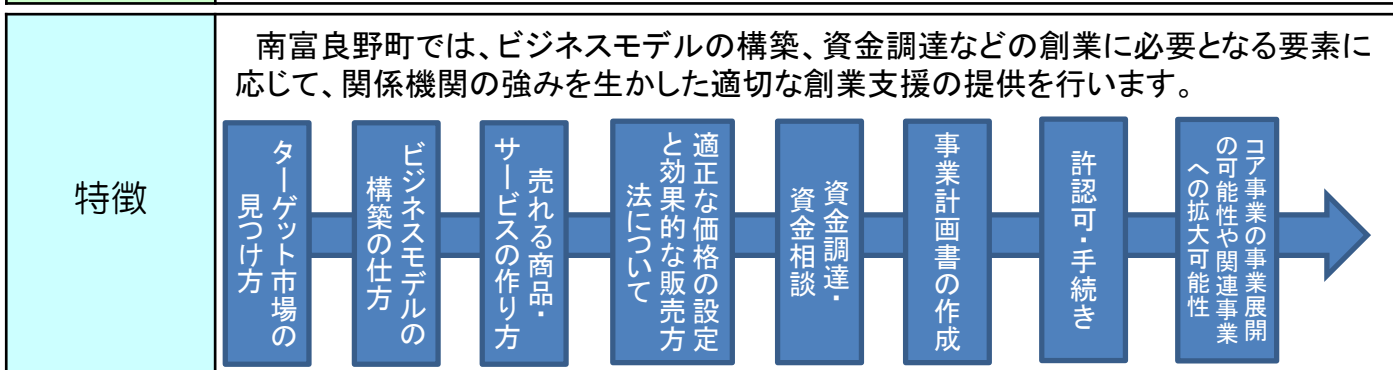 特徴
南富良野町では、ビジネスモデルの構築、資金調達などの創業に必要となる要素に
応じて、関係機関の強みを生かした適切な創業支援の提供を行います。
ターゲット市場の
見つけ方
ビジネスモデルの
構築の仕方
売れる商品・
サービスの作り方
適正な価格の設定
と効果的な販売方
法について
資金調達・
資金相談
事業計画書の作成
許認可・手続き
コア事業の事業展開
の可能性や関連事業
への拡大可能性